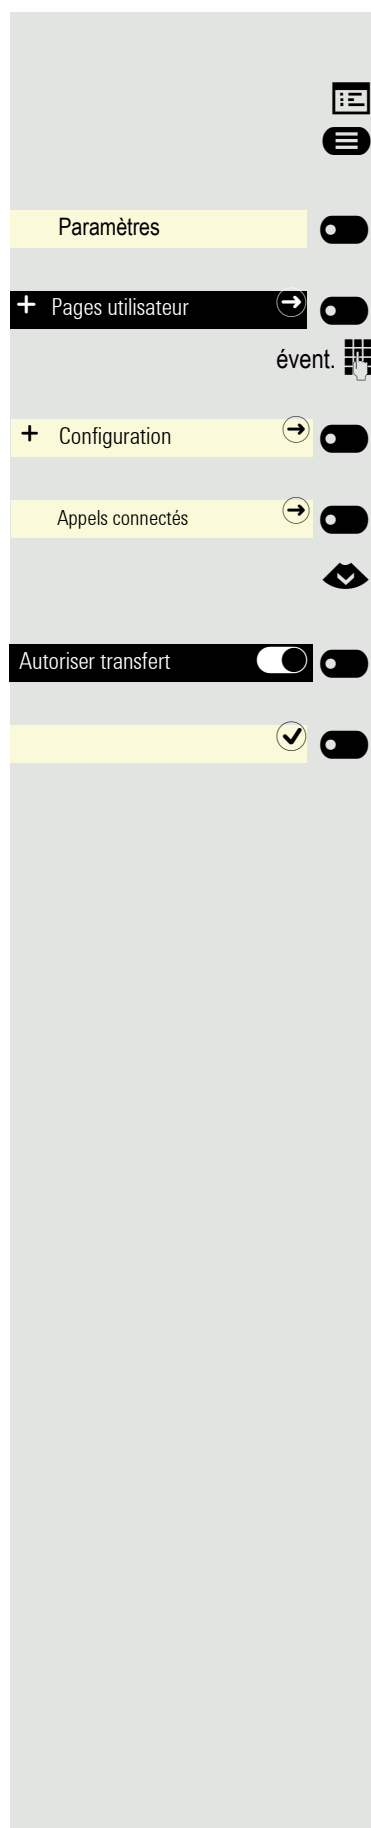 Paramètres
Pages utilisateur
évent.
Configuration
Appels connectés
Autoriser transfert